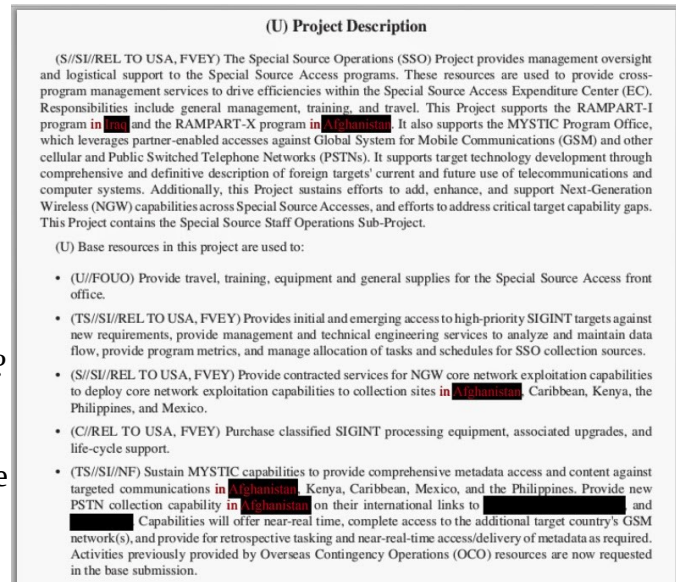 (U) Project Description
(S//SI//REL TO USA, FVEY) The Special Source Operations (SSO) Project provides management oversight
and logistical support to the Special Source Access programs. These resources are used to provide cross-
program management services to drive efficiencies within the Special Source Access Expenditure Center (EC).
Responsibilities include general management, training, and travel. This Project supports the RAMPART-I
program in Iraq and the RAMPART-X program in Afghanistan. It also supports the MYSTIC Program Office,
which leverages partner-enabled accesses against Global System for Mobile Communications (GSM) and other
cellular and Public Switched Telephone Networks (PSTNs). It supports target technology development through
comprehensive and definitive description of foreign targets' current and future use of telecommunications and
computer systems. Additionally, this Project sustains efforts to add, enhance, and support Next-Generation
Wireless (NGW) capabilities across Special Source Accesses, and efforts to address critical target capability gaps.
This Project contains the Special Source Staff Operations Sub-Project.
(U) Base resources in this project are used to:
• (U//FOUO) Provide travel, training, equipment and general supplies for the Special Source Access front
office.
• (TS//SI//REL TO USA, FVEY) Provides initial and emerging access to high-priority SIGINT targets against
new requirements, provide management and technical engineering services to analyze and maintain data
flow, provide program metrics, and manage allocation of tasks and schedules for SSO collection sources.
• (S//SI//REL TO USA, FVEY) Provide contracted services for NGW core network exploitation capabilities
to deploy core network exploitation capabilities to collection sites in Afghanistan, Caribbean, Kenya, the
Philippines, and Mexico.
• (C//REL TO USA, FVEY) Purchase classified SIGINT processing equipment, associated upgrades, and
life-cycle support.
• (TS//SI//NF) Sustain MYSTIC capabilities to provide comprehensive metadata access and content against
targeted communications in Afghanistan, Kenya, Caribbean, Mexico, and the Philippines. Provide new
PSTN collection capability in Afghanistan on their international links to , and
. Capabilities will offer near-real time, complete access to the additional target country's GSM
network(s), and provide for retrospective tasking and near-real-time access/delivery of metadata as required.
Activities previously provided by Overseas Contingency Operations (OCO) resources are now requested
in the base submission.